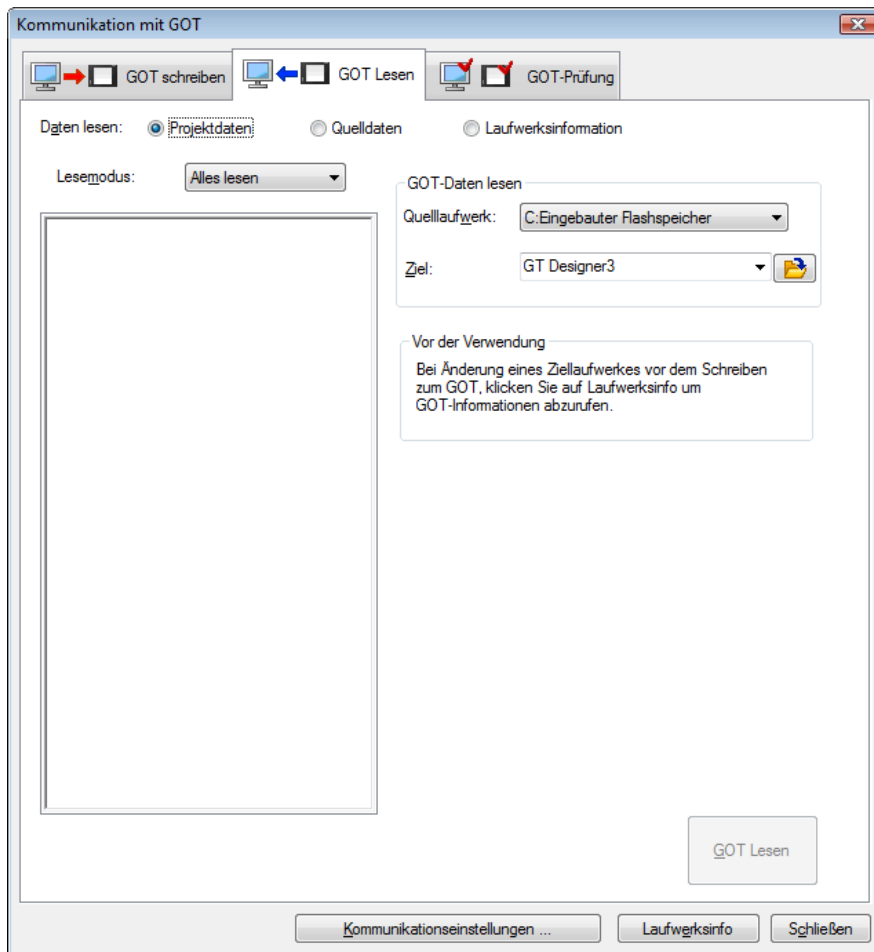 Kommunikation mit GOT
GOT schreiben
GOT Lesen
GOT-Prüfung
Daten lesen:
Projektdaten
Quelldaten
Laufwerksinformation
Lesemodus:
Alles lesen
GOT-Daten lesen
Quelllaufwerk:
C:Eingebauter Flashspeicher
Ziel:
GT Designer3
Vor der Verwendung
Bei Änderung eines Ziellaufwerkes vor dem Schreiben
zum GOT, klicken Sie auf Laufwerksinfo um
GOT-Informationen abzurufen.
GOT Lesen
Kommunikationseinstellungen ...
Laufwerksinfo
Schließen